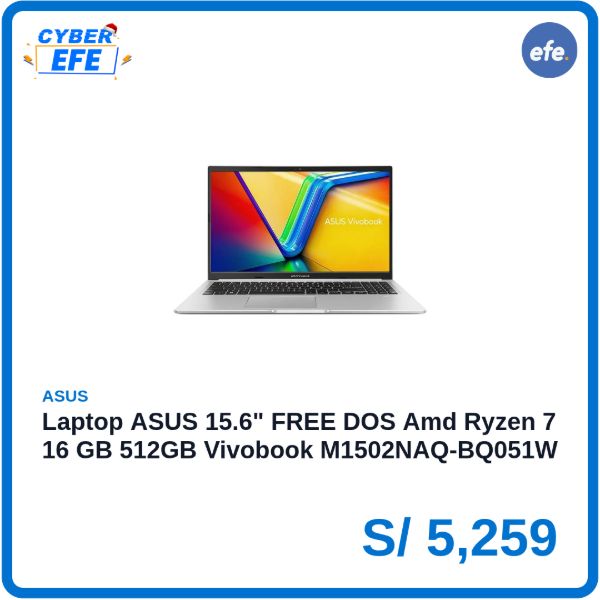 CYBER
EFE
efe.
ASUS Vivobook
ASUS
Laptop ASUS 15.6" FREE DOS Amd Ryzen 7
16 GB 512GB Vivobook M1502NAQ-BQ051W
S/ 5,259